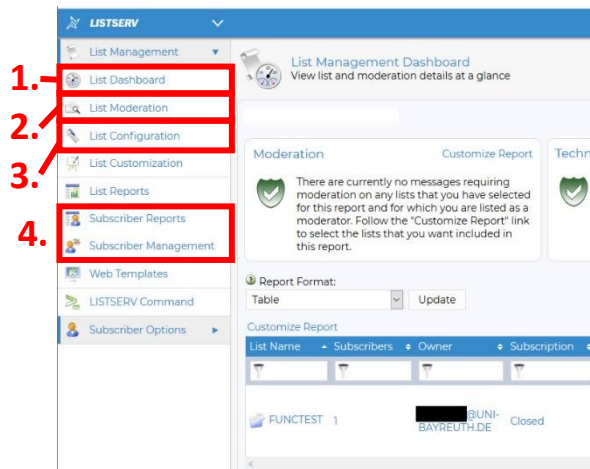 LISTSERV
List Management
1.
List Dashboard
2.
List Moderation
3.
List Configuration
List Customization
List Reports
4.
Subscriber Reports
Subscriber Management
Web Templates
LISTSERV Command
Subscriber Options
List Management Dashboard
View list and moderation details at a glance
Moderation
Customize Report
There are currently no messages requiring
moderation on any lists that you have selected
for this report and for which you are listed as a
moderator. Follow the "Customize Report" link
to select the lists that you want included in
this report.
Techn
Report Format:
Table
Update
Customize Report
List Name Subscribers Owner Subscription
FUNCTEST 1 @UNI-
BAYREUTH.DE Closed